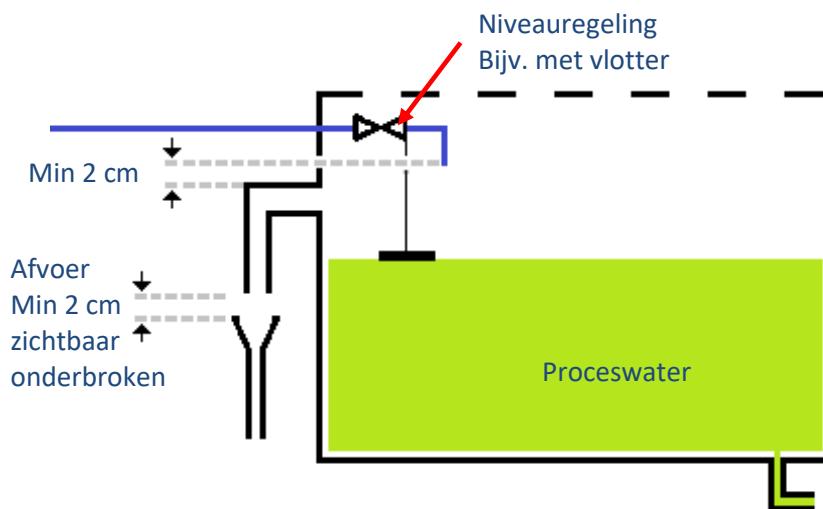 Niveauregeling
Bijv. met vlotter
Min 2 cm
Afvoer
Min 2 cm
zichtbaar
onderbroken
Proceswater